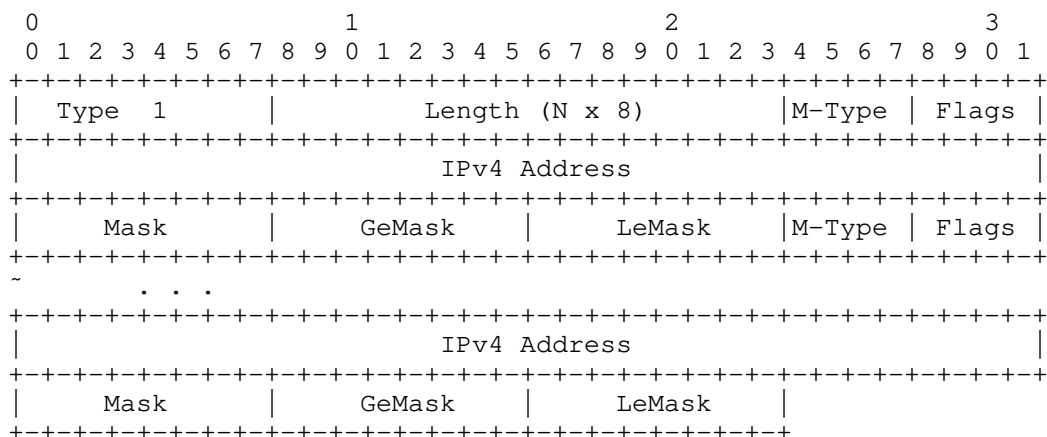 0                   1                   2                   3
 0 1 2 3 4 5 6 7 8 9 0 1 2 3 4 5 6 7 8 9 0 1 2 3 4 5 6 7 8 9 0 1
+-+-+-+-+-+-+-+-+-+-+-+-+-+-+-+-+-+-+-+-+-+-+-+-+-+-+-+-+-+-+-+-+
|  Type  1      |         Length (N x 8)        |M-Type | Flags |
+-+-+-+-+-+-+-+-+-+-+-+-+-+-+-+-+-+-+-+-+-+-+-+-+-+-+-+-+-+-+-+-+
|                          IPv4 Address                         |
+-+-+-+-+-+-+-+-+-+-+-+-+-+-+-+-+-+-+-+-+-+-+-+-+-+-+-+-+-+-+-+-+
|     Mask      |     GeMask    |     LeMask    |M-Type | Flags |
+-+-+-+-+-+-+-+-+-+-+-+-+-+-+-+-+-+-+-+-+-+-+-+-+-+-+-+-+-+-+-+-+
~       . . .
+-+-+-+-+-+-+-+-+-+-+-+-+-+-+-+-+-+-+-+-+-+-+-+-+-+-+-+-+-+-+-+-+
|                          IPv4 Address                         |
+-+-+-+-+-+-+-+-+-+-+-+-+-+-+-+-+-+-+-+-+-+-+-+-+-+-+-+-+-+-+-+-+
|     Mask      |     GeMask    |     LeMask    |
+-+-+-+-+-+-+-+-+-+-+-+-+-+-+-+-+-+-+-+-+-+-+-+-+